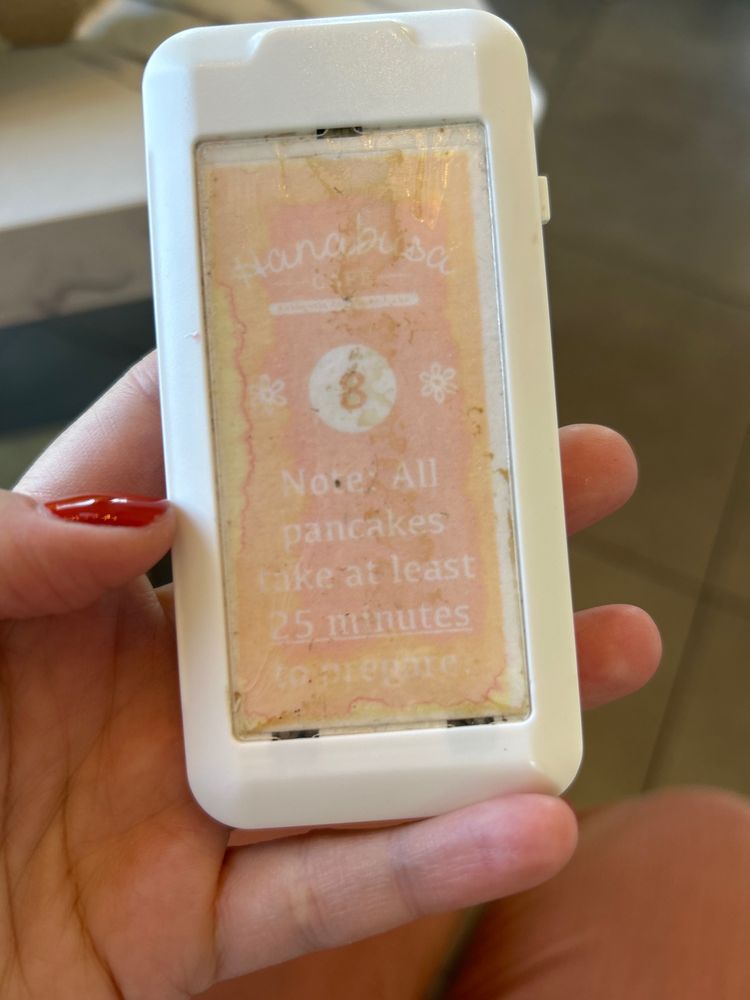 Hanabusa
CAFE
8
Note: All
pancakes
take at least
25 minutes
to prepare.